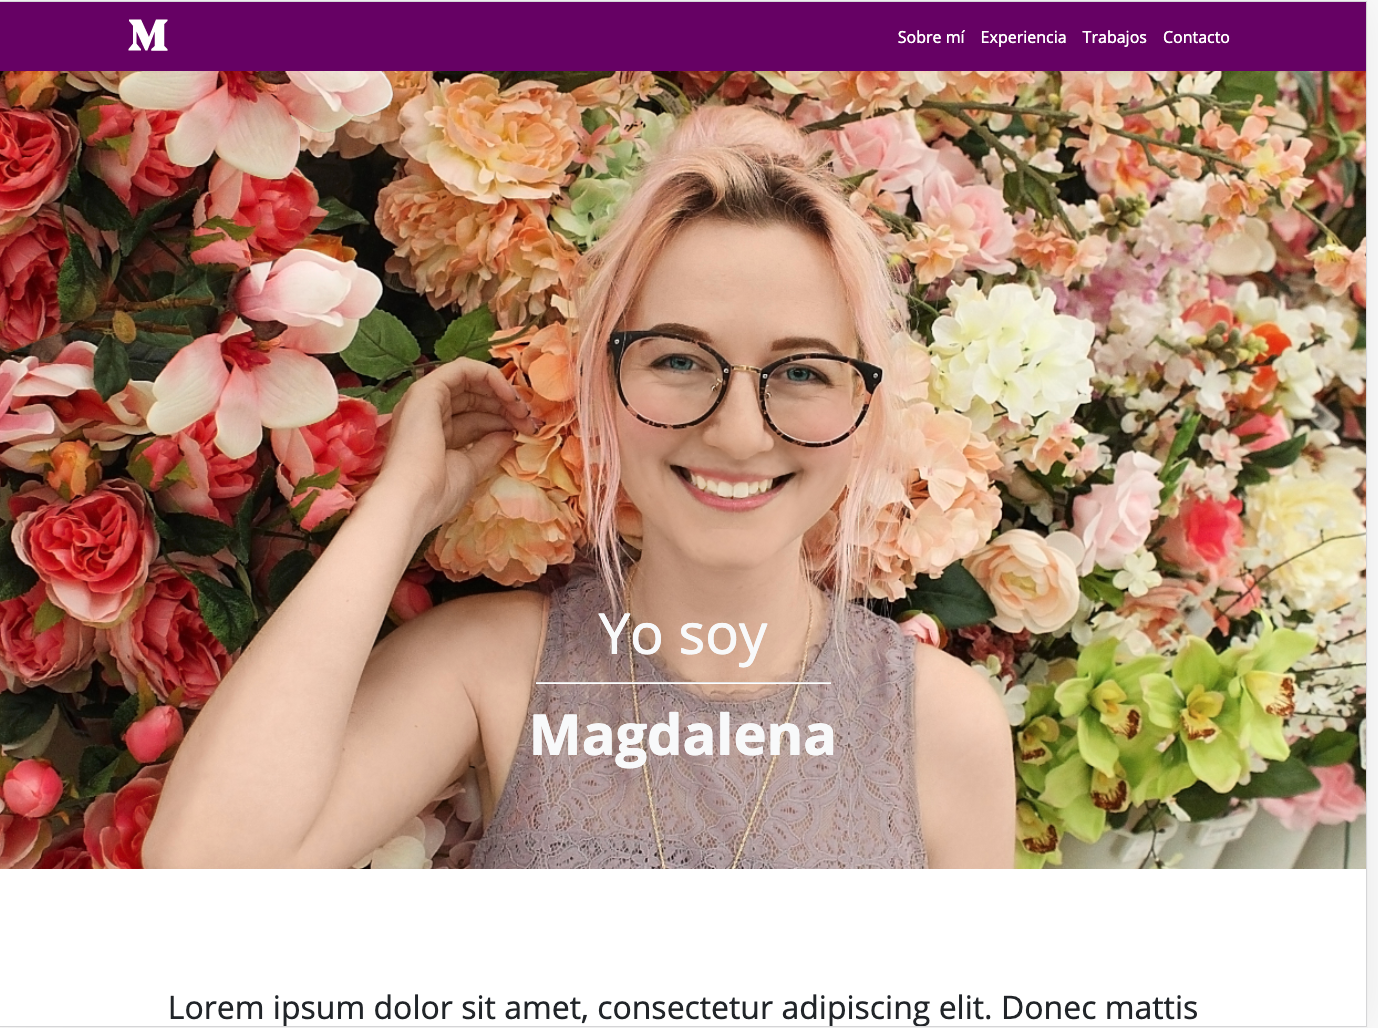 M
Sobre mí Experiencia Trabajos Contacto
Yo soy
Magdalena
Lorem ipsum dolor sit amet, consectetur adipiscing elit. Donec mattis